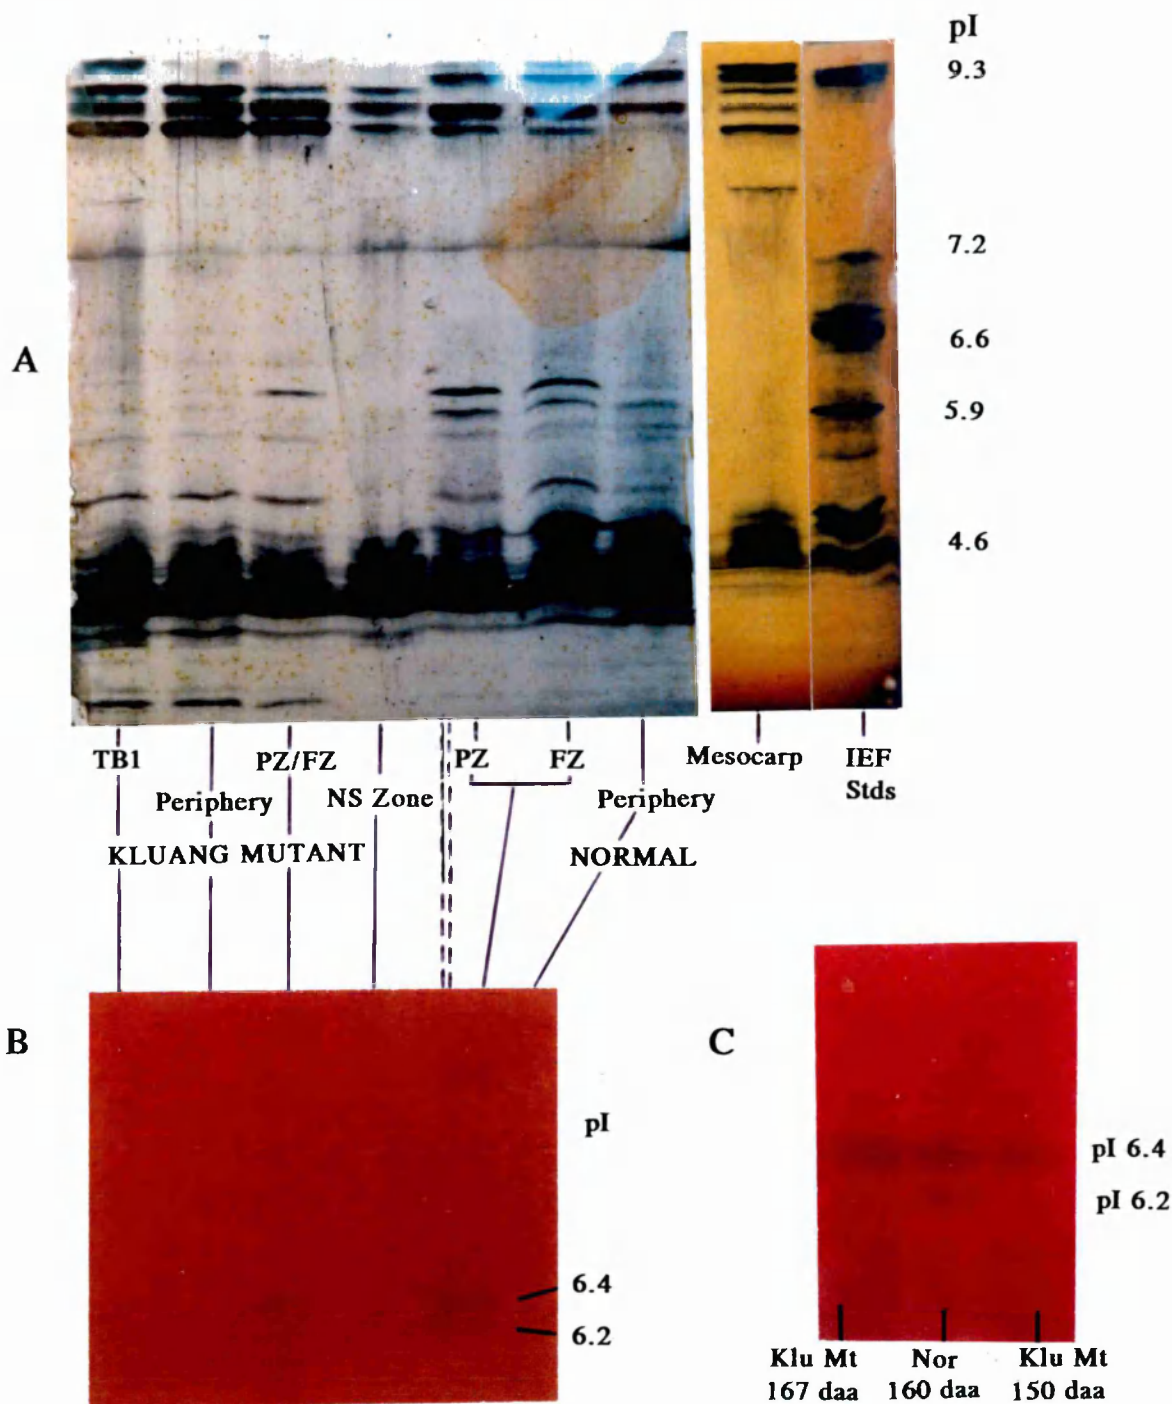 pI
9.3
7.2
6.6
5.9
4.6
A
TB1
Periphery
PZ/FZ
NS Zone
PZ
FZ
Periphery
Mesocarp
IEF
Stds
KLUANG MUTANT
NORMAL
B
pI
6.4
6.2
C
pI 6.4
pI 6.2
Klu Mt
167 daa
Nor
160 daa
Klu Mt
150 daa